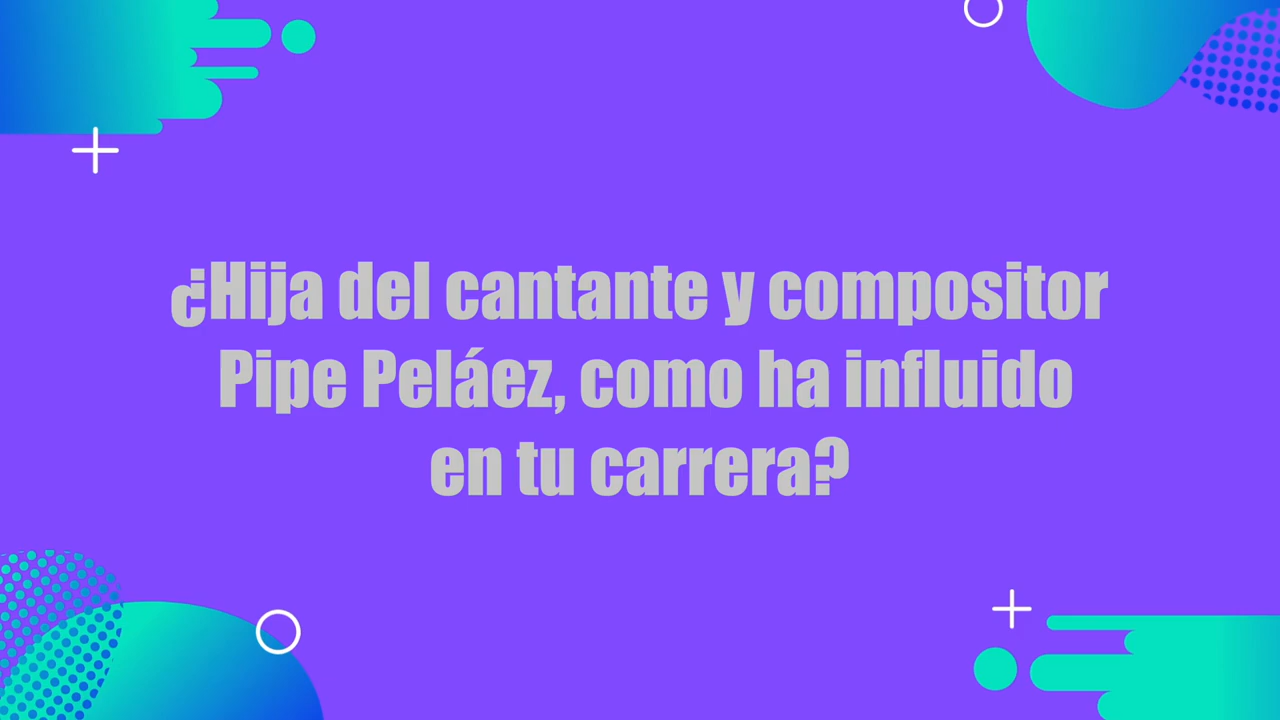 ¿Hija del cantante y compositor
Pipe Peláez, como ha influido
en tu carrera?